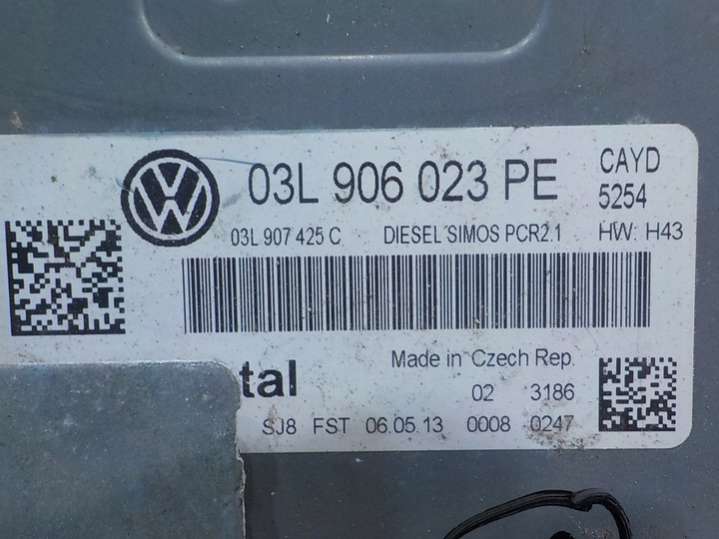 03L 906 023 PE CAYD
5254
03L 907 425 C DIESEL SIMOS PCR2.1 HW: H43
tal Made in Czech Rep.
02 3186
SJ8 FST 06.05.13 0008 0247